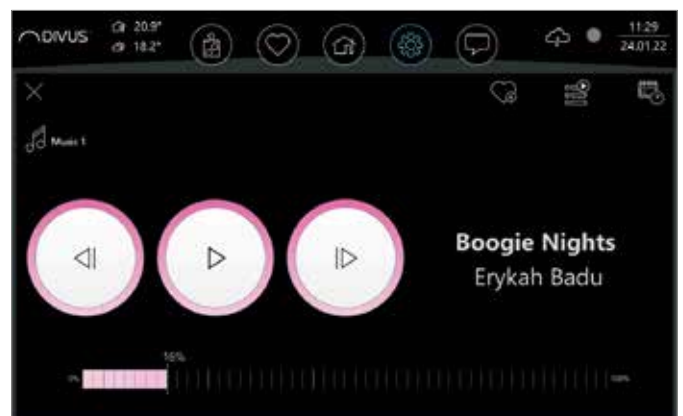 DIVUS
20.9°
18.2°
11:29
24.01.22
Music 1
Boogie Nights
Erykah Badu
16%
0%
100%